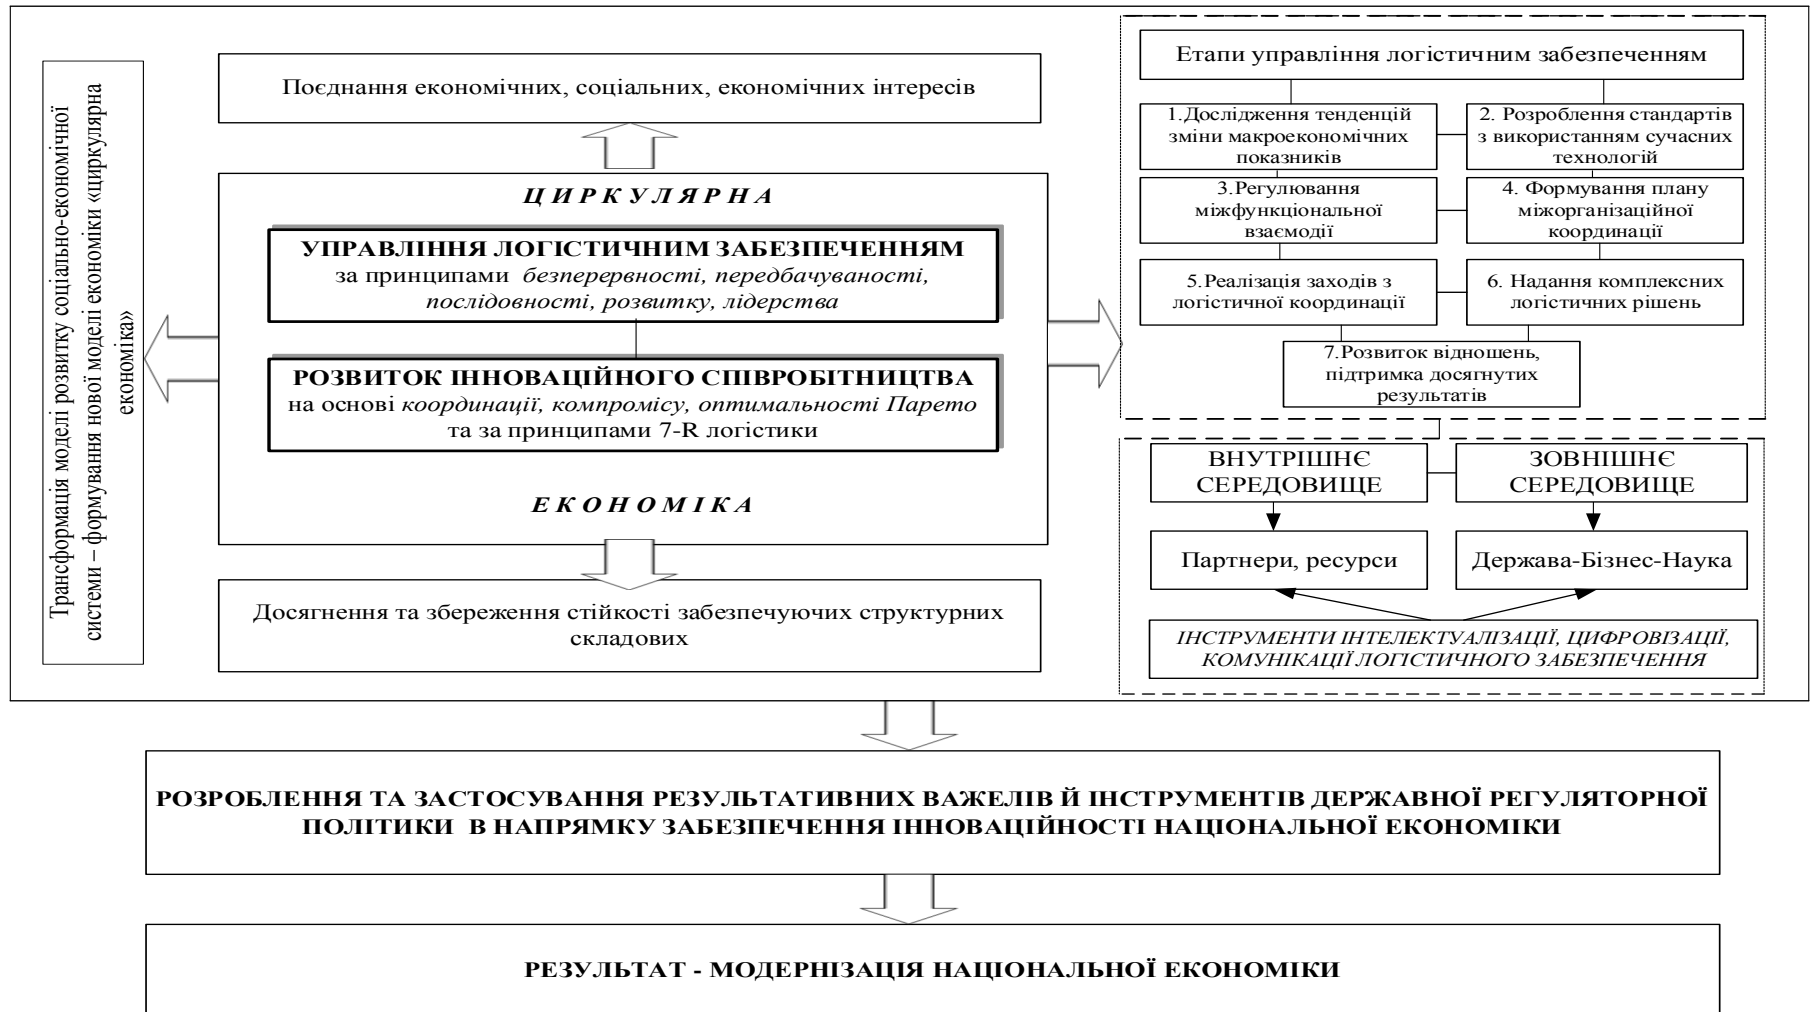 Трансформація моделі розвитку соціально-економічної
системи – формування нової моделі економіки «циркулярна
економіка»
Поєднання економічних, соціальних, економічних інтересів
ЦИРКУЛЯРНА
УПРАВЛІННЯ ЛОГІСТИЧНИМ ЗАБЕЗПЕЧЕННЯМ
за принципами безперервності, передбачуваності,
послідовності, розвитку, лідерства
РОЗВИТОК ІННОВАЦІЙНОГО СПІВРОБІТНИЦТВА
на основі координації, компромісу, оптимальності Парето
та за принципами 7-R логістики
ЕКОНОМІКА
Досягнення та збереження стійкості забезпечуючих структурних
складових
Етапи управління логістичним забезпеченням
1.Дослідження тенденцій
зміни макроекономічних
показників
2. Розроблення стандартів
з використанням сучасних
технологій
3.Регулювання
міжфункціональної
взаємодії
4. Формування плану
міжорганізаційної
координації
5.Реалізація заходів з
логістичної координації
6. Надання комплексних
логістичних рішень
7.Розвиток відношень,
підтримка досягнутих
результатів
ВНУТРІШНЄ
СЕРЕДОВИЩЕ
ЗОВНІШНЄ
СЕРЕДОВИЩЕ
Партнери, ресурси
Держава-Бізнес-Наука
ІНСТРУМЕНТИ ІНТЕЛЕКТУАЛІЗАЦІЇ, ЦИФРОВІЗАЦІЇ,
КОМУНІКАЦІЇ ЛОГІСТИЧНОГО ЗАБЕЗПЕЧЕННЯ
РОЗРОБЛЕННЯ ТА ЗАСТОСУВАННЯ РЕЗУЛЬТАТИВНИХ ВАЖЕЛІВ Й ІНСТРУМЕНТІВ ДЕРЖАВНОЇ РЕГУЛЯТОРНОЇ
ПОЛІТИКИ В НАПРЯМКУ ЗАБЕЗПЕЧЕННЯ ІННОВАЦІЙНОСТІ НАЦІОНАЛЬНОЇ ЕКОНОМІКИ
РЕЗУЛЬТАТ - МОДЕРНІЗАЦІЯ НАЦІОНАЛЬНОЇ ЕКОНОМІКИ